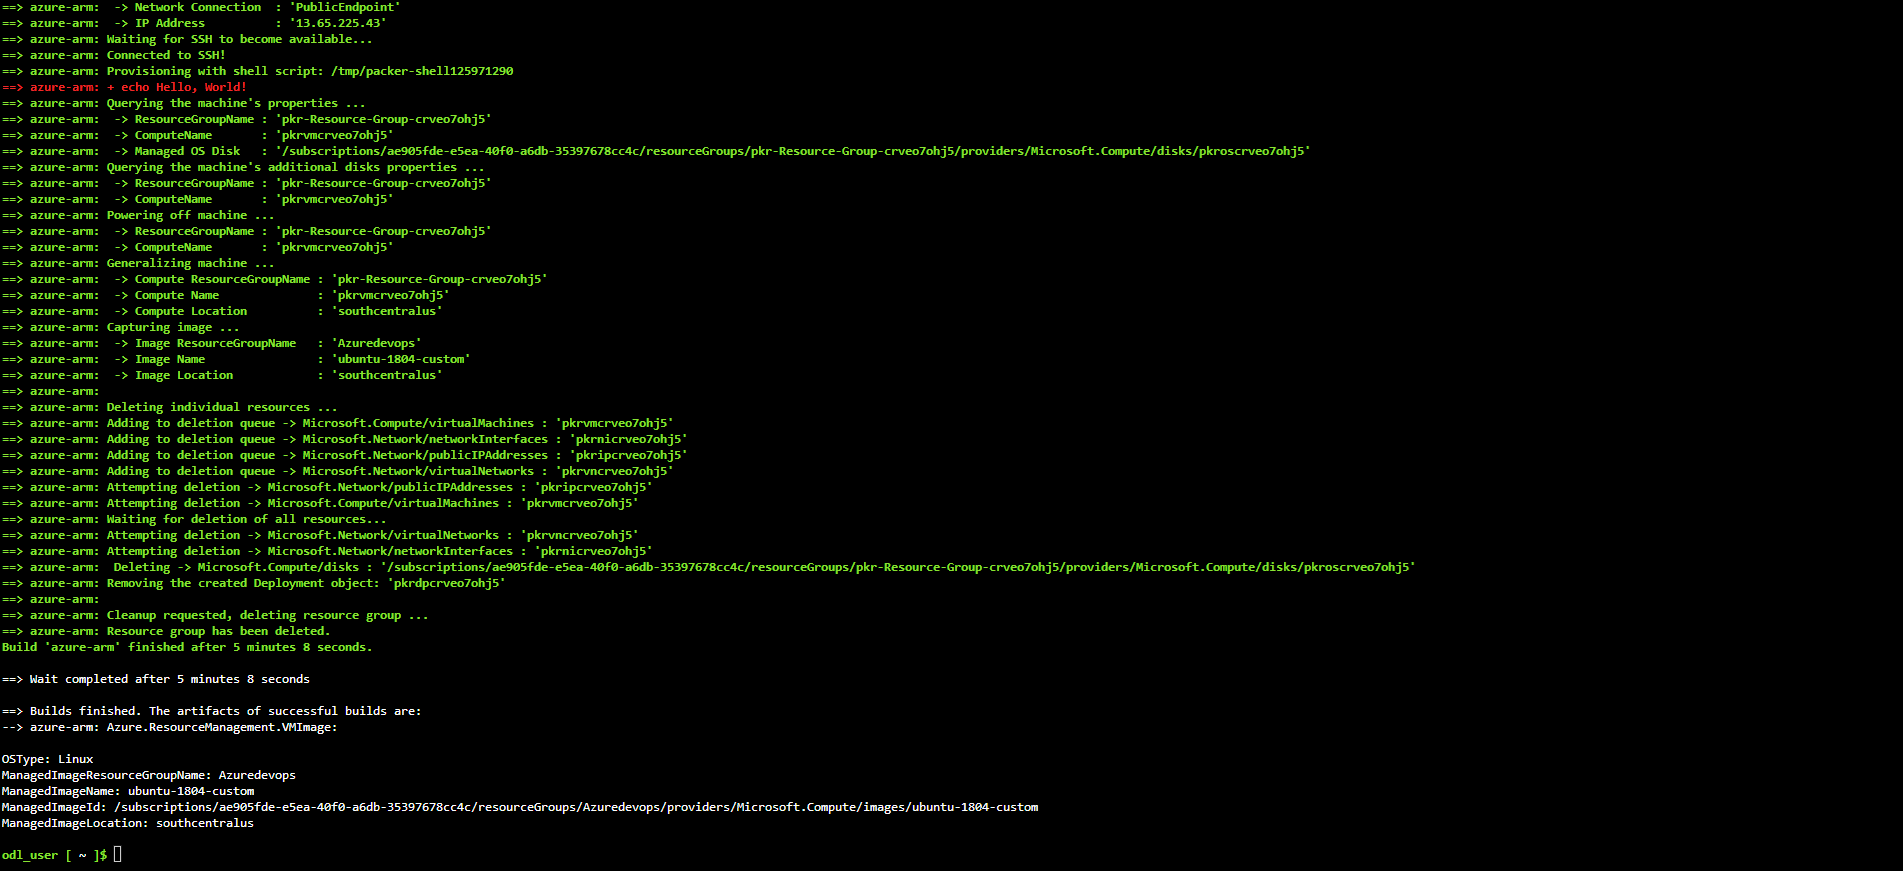 ==> azure-arm:  -> Network Connection  : 'PublicEndpoint'
==> azure-arm:  -> IP Address          : '13.65.225.43'
==> azure-arm: Waiting for SSH to become available...
==> azure-arm: Connected to SSH!
==> azure-arm: Provisioning with shell script: /tmp/packer-shell125971290
==> azure-arm: + echo Hello, World!
==> azure-arm: Querying the machine's properties ...
==> azure-arm:  -> ResourceGroupName : 'pkr-Resource-Group-crveo7ohj5'
==> azure-arm:  -> ComputeName       : 'pkrvmcrveo7ohj5'
==> azure-arm:  -> Managed OS Disk   : '/subscriptions/ae905fde-e5ea-40f0-a6db-35397678cc4c/resourceGroups/pkr-Resource-Group-crveo7ohj5/providers/Microsoft.Compute/disks/pkroscrveo7ohj5'
==> azure-arm: Querying the machine's additional disks properties ...
==> azure-arm:  -> ResourceGroupName : 'pkr-Resource-Group-crveo7ohj5'
==> azure-arm:  -> ComputeName       : 'pkrvmcrveo7ohj5'
==> azure-arm: Powering off machine ...
==> azure-arm:  -> ResourceGroupName : 'pkr-Resource-Group-crveo7ohj5'
==> azure-arm:  -> ComputeName       : 'pkrvmcrveo7ohj5'
==> azure-arm: Generalizing machine ...
==> azure-arm:  -> Compute ResourceGroupName : 'pkr-Resource-Group-crveo7ohj5'
==> azure-arm:  -> Compute Name              : 'pkrvmcrveo7ohj5'
==> azure-arm:  -> Compute Location          : 'southcentralus'
==> azure-arm: Capturing image ...
==> azure-arm:  -> Image ResourceGroupName   : 'Azuredevops'
==> azure-arm:  -> Image Name                : 'ubuntu-1804-custom'
==> azure-arm:  -> Image Location            : 'southcentralus'
==> azure-arm:
==> azure-arm: Deleting individual resources ...
==> azure-arm: Adding to deletion queue -> Microsoft.Compute/virtualMachines : 'pkrvmcrveo7ohj5'
==> azure-arm: Adding to deletion queue -> Microsoft.Network/networkInterfaces : 'pkrnicrveo7ohj5'
==> azure-arm: Adding to deletion queue -> Microsoft.Network/publicIPAddresses : 'pkripcrveo7ohj5'
==> azure-arm: Adding to deletion queue -> Microsoft.Network/virtualNetworks : 'pkrvncrveo7ohj5'
==> azure-arm: Attempting deletion -> Microsoft.Network/publicIPAddresses : 'pkripcrveo7ohj5'
==> azure-arm: Attempting deletion -> Microsoft.Compute/virtualMachines : 'pkrvmcrveo7ohj5'
==> azure-arm: Waiting for deletion of all resources...
==> azure-arm: Attempting deletion -> Microsoft.Network/virtualNetworks : 'pkrvncrveo7ohj5'
==> azure-arm: Attempting deletion -> Microsoft.Network/networkInterfaces : 'pkrnicrveo7ohj5'
==> azure-arm:  Deleting -> Microsoft.Compute/disks : '/subscriptions/ae905fde-e5ea-40f0-a6db-35397678cc4c/resourceGroups/pkr-Resource-Group-crveo7ohj5/providers/Microsoft.Compute/disks/pkroscrveo7ohj5'
==> azure-arm: Removing the created Deployment object: 'pkrdpcrveo7ohj5'
==> azure-arm:
==> azure-arm: Cleanup requested, deleting resource group ...
==> azure-arm: Resource group has been deleted.
Build 'azure-arm' finished after 5 minutes 8 seconds.
==> Wait completed after 5 minutes 8 seconds
==> Builds finished. The artifacts of successful builds are:
--> azure-arm: Azure.ResourceManagement.VMImage:
OSType: Linux
ManagedImageResourceGroupName: Azuredevops
ManagedImageName: ubuntu-1804-custom
ManagedImageId: /subscriptions/ae905fde-e5ea-40f0-a6db-35397678cc4c/resourceGroups/Azuredevops/providers/Microsoft.Compute/images/ubuntu-1804-custom
ManagedImageLocation: southcentralus
odl_user [ ~ ]$